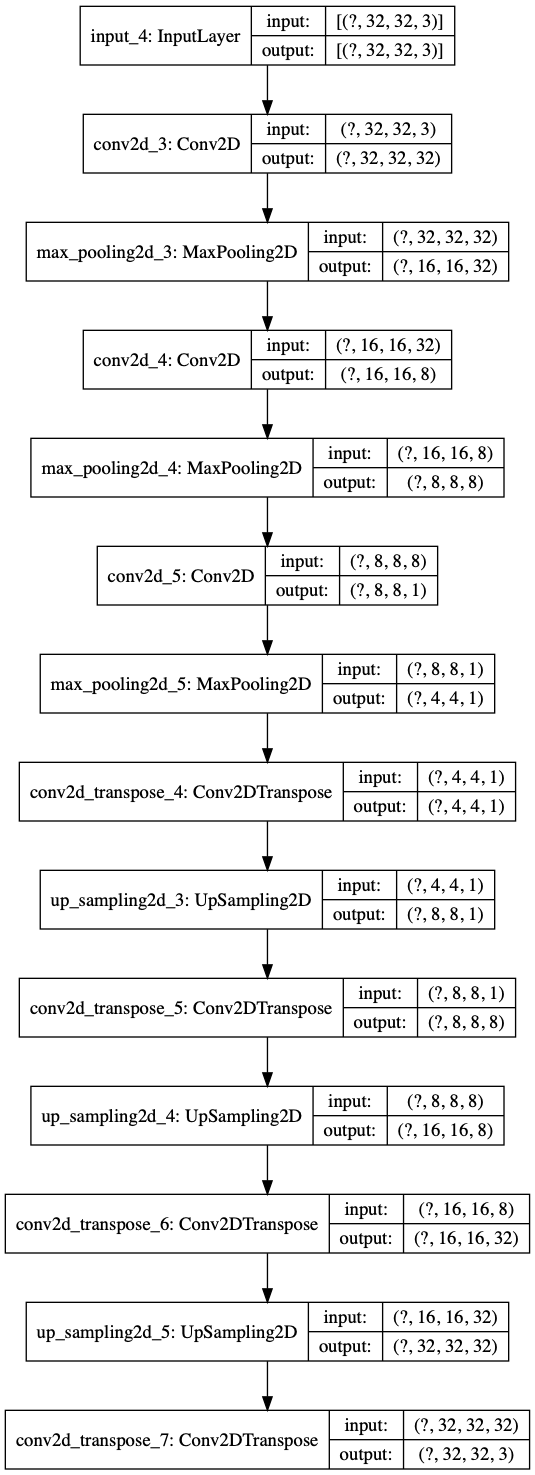 input_4: InputLayer input: [(?, 32, 32, 3)]
output: [(?, 32, 32, 3)]
conv2d_3: Conv2D input: (?, 32, 32, 3)
output: (?, 32, 32, 32)
max_pooling2d_3: MaxPooling2D input: (?, 32, 32, 32)
output: (?, 16, 16, 32)
conv2d_4: Conv2D input: (?, 16, 16, 32)
output: (?, 16, 16, 8)
max_pooling2d_4: MaxPooling2D input: (?, 16, 16, 8)
output: (?, 8, 8, 8)
conv2d_5: Conv2D input: (?, 8, 8, 8)
output: (?, 8, 8, 1)
max_pooling2d_5: MaxPooling2D input: (?, 8, 8, 1)
output: (?, 4, 4, 1)
conv2d_transpose_4: Conv2DTranspose input: (?, 4, 4, 1)
output: (?, 4, 4, 1)
up_sampling2d_3: UpSampling2D input: (?, 4, 4, 1)
output: (?, 8, 8, 1)
conv2d_transpose_5: Conv2DTranspose input: (?, 8, 8, 1)
output: (?, 8, 8, 8)
up_sampling2d_4: UpSampling2D input: (?, 8, 8, 8)
output: (?, 16, 16, 8)
conv2d_transpose_6: Conv2DTranspose input: (?, 16, 16, 8)
output: (?, 16, 16, 32)
up_sampling2d_5: UpSampling2D input: (?, 16, 16, 32)
output: (?, 32, 32, 32)
conv2d_transpose_7: Conv2DTranspose input: (?, 32, 32, 32)
output: (?, 32, 32, 3)